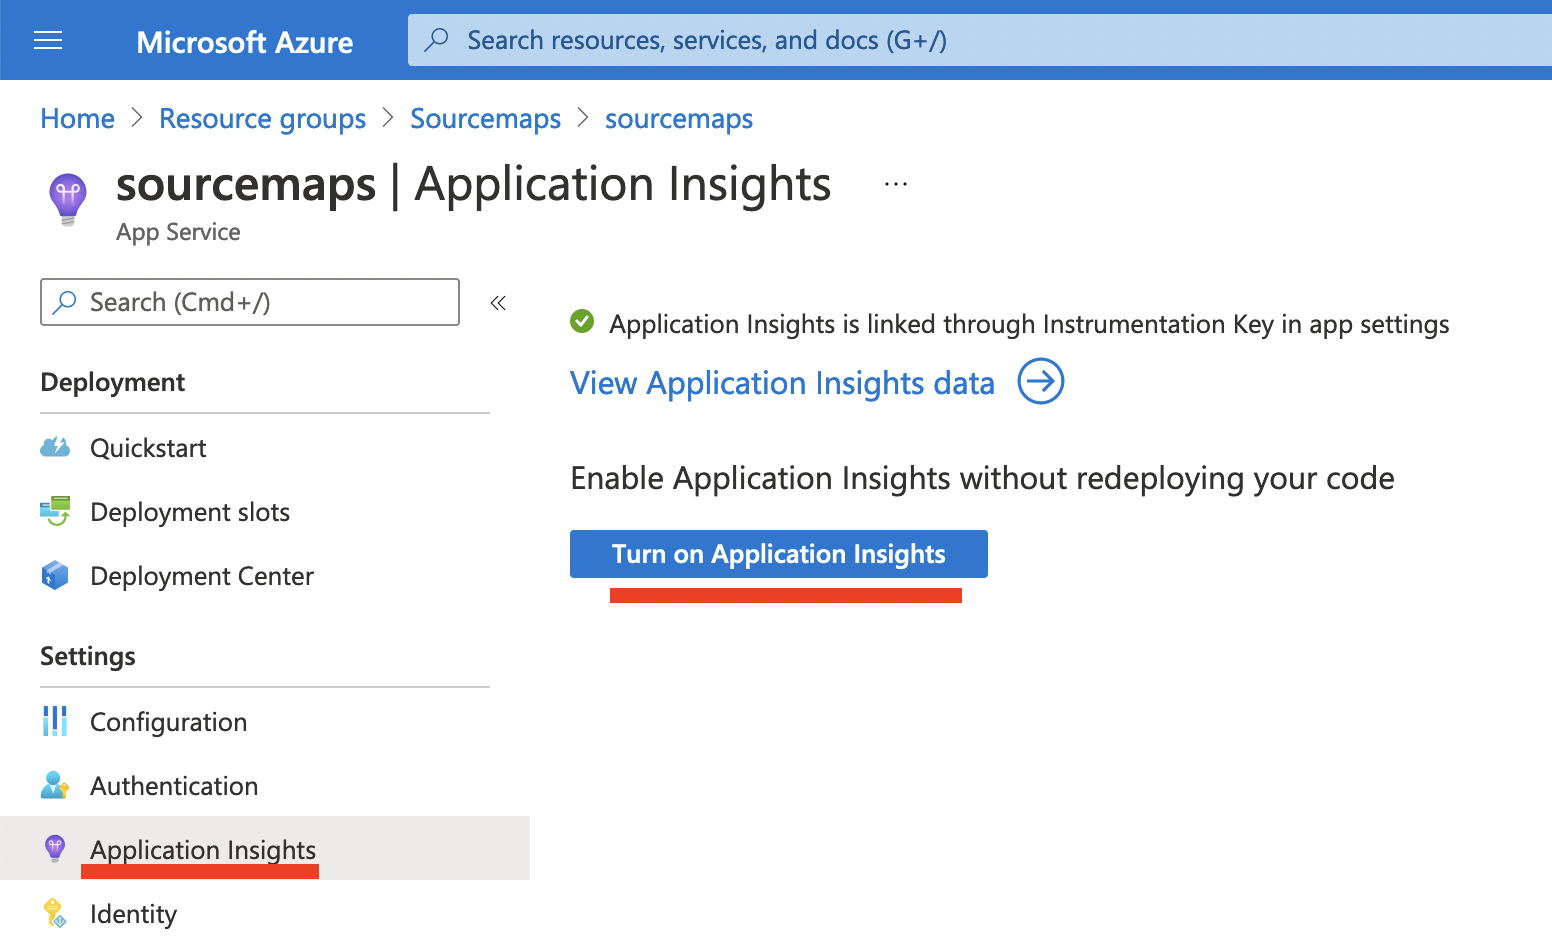 Microsoft Azure
Search resources, services, and docs (G+/)
Home > Resource groups > Sourcemaps > sourcemaps
sourcemaps | Application Insights ...
App Service
Search (Cmd+/)
«
Application Insights is linked through Instrumentation Key in app settings
View Application Insights data
Enable Application Insights without redeploying your code
Turn on Application Insights
Deployment
Quickstart
Deployment slots
Deployment Center
Settings
Configuration
Authentication
Application Insights
Identity